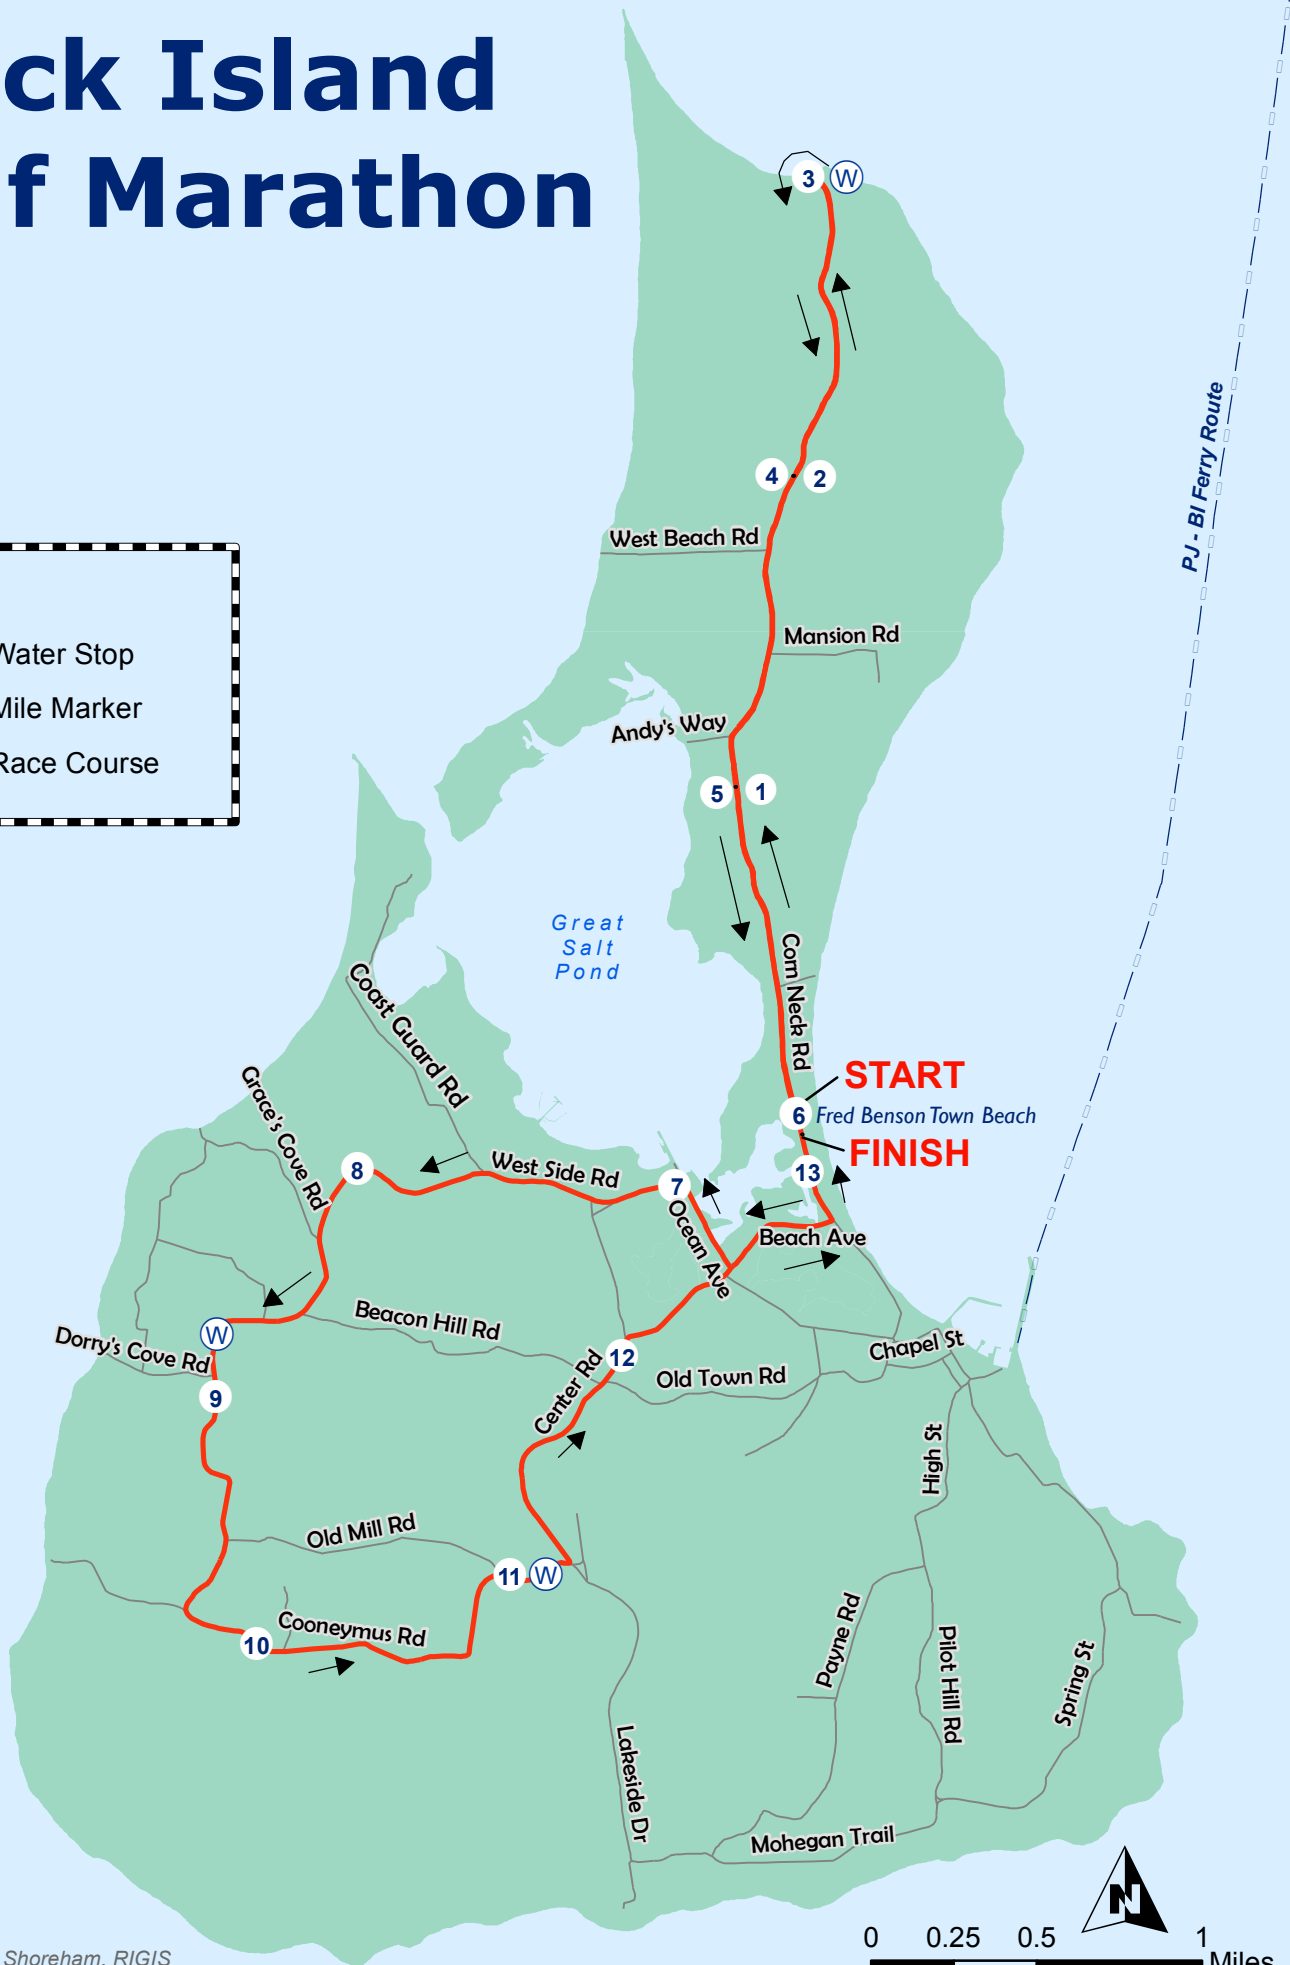 ck Island
f Marathon
3
W
4
2
West Beach Rd
Mansion Rd
Andy's Way
5
1
PJ - BI Ferry Route
Water Stop
Mile Marker
Race Course
Great
Salt
Pond
Corn Neck Rd
Coast Guard Rd
START
6
Fred Benson Town Beach
FINISH
13
Grace's Cove Rd
8
West Side Rd
7
Ocean Ave
Beach Ave
Beacon Hill Rd
W
Dorry's Cove Rd
9
12
Center Rd
Old Town Rd
Chapel St
High St
Old Mill Rd
11
W
10
Cooneymus Rd
Payne Rd
Pilot Hill Rd
Spring St
Lakeside Dr
Mohegan Trail
N
0 0.25 0.5 1
Miles
Shoreham, RIGIS